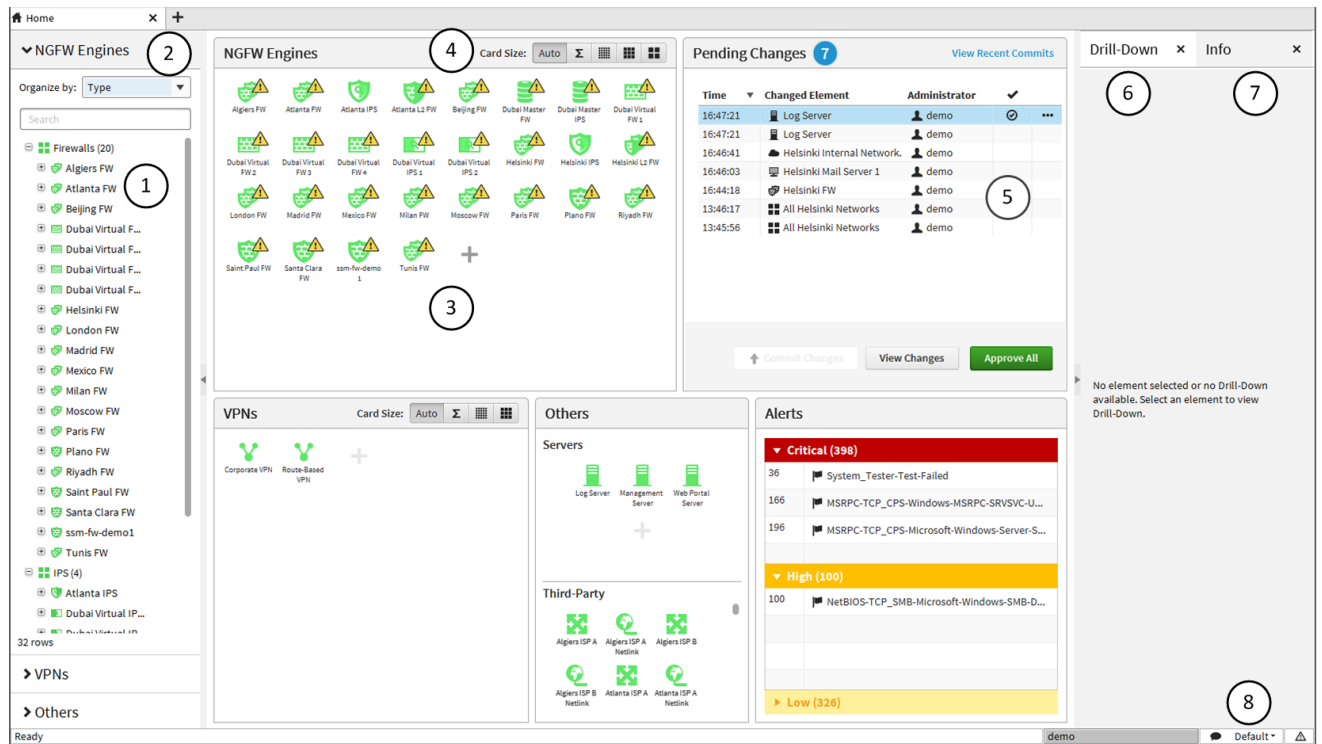 Home
NGFW Engines
2
Organize by: Type
Search
Firewalls (20)
Algiers FW
Atlanta FW
1
Beijing FW
Dubai Virtual F...
Dubai Virtual F...
Dubai Virtual F...
Dubai Virtual F...
Helsinki FW
London FW
Madrid FW
Mexico FW
Milan FW
Moscow FW
Paris FW
Plano FW
Riyadh FW
Saint Paul FW
Santa Clara FW
ssm-fw-demo1
Tunis FW
IPS (4)
Atlanta IPS
Dubai Virtual IP...
32 rows
VPNs
Others
NGFW Engines
4
Card Size: Auto Σ
Algiers FW
Atlanta FW
Atlanta IPS
Atlanta L2 FW
Beijing FW
Dubai Master
FW
Dubai Master
IPS
Dubai Virtual
FW 1
Dubai Virtual
FW 2
Dubai Virtual
FW 3
Dubai Virtual
FW 4
Dubai Virtual
IPS 1
Dubai Virtual
IPS 2
Helsinki FW
Helsinki IPS
Helsinki L2 FW
London FW
Madrid FW
Mexico FW
Milan FW
Moscow FW
Paris FW
Plano FW
Riyadh FW
Saint Paul FW
Santa Clara
FW
ssm-fw-demo
1
Tunis FW
3
Pending Changes 7
View Recent Commits
Time Changed Element Administrator
16:47:21 Log Server demo
16:47:21 Log Server demo
16:46:41 Helsinki Internal Network. demo
16:46:03 Helsinki Mail Server 1 demo
16:44:18 Helsinki FW demo
13:46:17 All Helsinki Networks demo
13:45:56 All Helsinki Networks demo
5
Commit Changes
View Changes
Approve All
VPNs
Card Size: Auto Σ
Corporate VPN
Route-Based
VPN
Others
Servers
Log Server
Management
Server
Web Portal
Server
Third-Party
Algiers ISP A
Algiers ISP A
Netlink
Algiers ISP B
Algiers ISP B
Netlink
Atlanta ISP A
Atlanta ISP A
Netlink
Alerts
Critical (398)
36 System_Tester-Test-Failed
166 MSRPC-TCP_CPS-Windows-MSRPC-SRVSVC-U...
196 MSRPC-TCP_CPS-Microsoft-Windows-Server-S...
High (100)
100 NetBIOS-TCP_SMB-Microsoft-Windows-SMB-D...
Low (326)
Drill-Down
Info
6
7
No element selected or no Drill-Down
available. Select an element to view
Drill-Down.
8
Ready
demo
Default